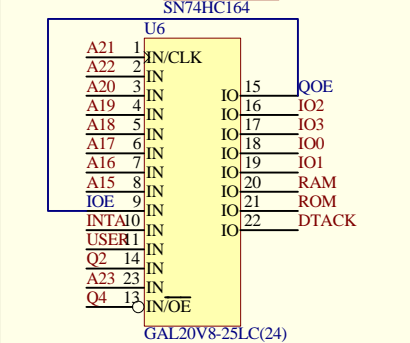 SN74HC164
U6
A21 1 IN/CLK
A22 2 IN
A20 3 IN IO 15 QOE
A19 4 IN IO 16 IO2
A18 5 IN IO 17 IO3
A17 6 IN IO 18 IO0
A16 7 IN IO 19 IO1
A15 8 IN IO 20 RAM
IOE 9 IN IO 21 ROM
INTA 10 IN IO 22 DTACK
USER 11 IN
Q2 14 IN
A23 23 IN
Q4 13 IN/OE
GAL20V8-25LC(24)